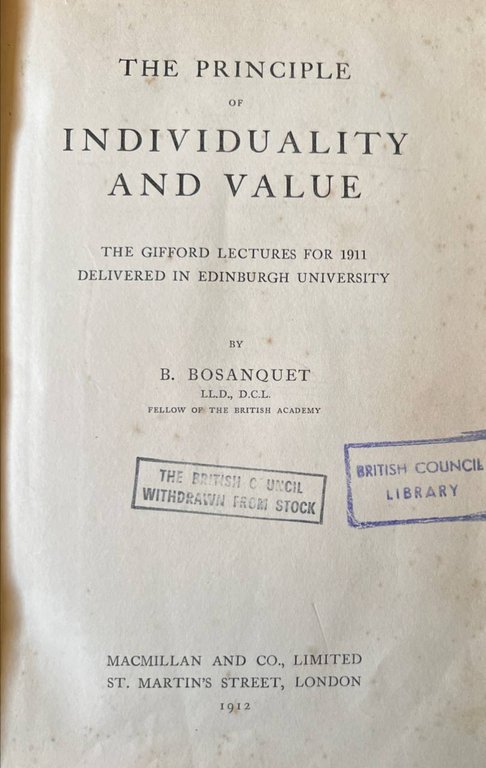 THE PRINCIPLE
OF
INDIVIDUALITY
AND VALUE
THE GIFFORD LECTURES FOR 1911
DELIVERED IN EDINBURGH UNIVERSITY
BY
B. BOSANQUET
LL.D., D.C.L.
FELLOW OF THE BRITISH ACADEMY
THE BRITISH COUNCIL
WITHDRAWN FROM STOCK
BRITISH COUNCIL
LIBRARY
MACMILLAN AND CO., LIMITED
ST. MARTIN'S STREET, LONDON
1912